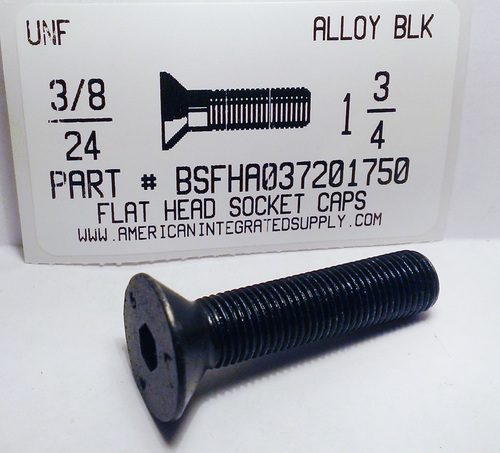 UNF ALLOY BLK
3/8 1 3
24 4
PART # BSFHA037201750
FLAT HEAD SOCKET CAPS
WWW.AMERICANINTEGRATEDSUPPLY.COM